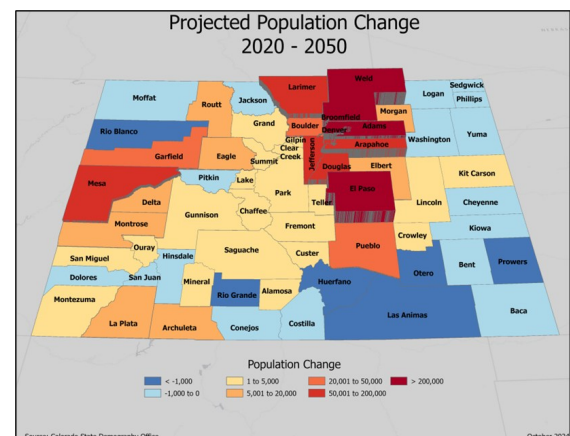 Projected Population Change
2020 - 2050
Moffat
Routt
Jackson
Larimer
Weld
Logan
Sedgwick
Phillips
Rio Blanco
Grand
Boulder
Broomfield
Morgan
Denver
Adams
Washington
Yuma
Garfield
Eagle
Summit
Gilpin
Clear
Creek
Jefferson
Arapahoe
Douglas
Elbert
Kit Carson
Mesa
Pitkin
Lake
Park
Delta
Gunnison
Chaffee
Teller
El Paso
Lincoln
Cheyenne
Montrose
Fremont
Kiowa
Ouray
San Miguel
Hinsdale
Saguache
Custer
Pueblo
Crowley
Otero
Bent
Prowers
Dolores
San Juan
Mineral
Rio Grande
Alamosa
Huerfano
Las Animas
Montezuma
La Plata
Archuleta
Conejos
Costilla
Baca
Population Change
< -1,000
1 to 5,000
20,001 to 50,000
> 200,000
-1,000 to 0
5,001 to 20,000
50,001 to 200,000
Source: Colorado State Demography Office
October 2024